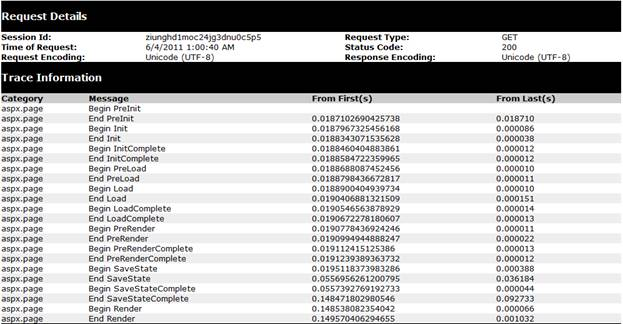 Request Details
Session Id: ziunghd1moc24jg3dnu0c5p5 Request Type: GET
Time of Request: 6/4/2011 1:00:40 AM Status Code: 200
Request Encoding: Unicode (UTF-8) Response Encoding: Unicode (UTF-8)
Trace Information
Category Message From First(s) From Last(s)
aspx.page Begin PreInit
aspx.page End PreInit 0.0187102690425738 0.018710
aspx.page Begin Init 0.0187967325456168 0.000086
aspx.page End Init 0.0188343071535628 0.000038
aspx.page Begin InitComplete 0.0188460404883861 0.000012
aspx.page End InitComplete 0.0188584722359965 0.000012
aspx.page Begin PreLoad 0.0188688087452456 0.000010
aspx.page End PreLoad 0.0188798436672817 0.000011
aspx.page Begin Load 0.0188900404939734 0.000010
aspx.page End Load 0.0190406881321509 0.000151
aspx.page Begin LoadComplete 0.0190546563878929 0.000014
aspx.page End LoadComplete 0.0190672278180607 0.000013
aspx.page Begin PreRender 0.0190778436924246 0.000011
aspx.page End PreRender 0.0190994944888247 0.000022
aspx.page Begin PreRenderComplete 0.019112415125386 0.000013
aspx.page End PreRenderComplete 0.0191239389363732 0.000012
aspx.page Begin SaveState 0.0195118373983286 0.000388
aspx.page End SaveState 0.0556956261200795 0.036184
aspx.page Begin SaveStateComplete 0.0557392769192733 0.000044
aspx.page End SaveStateComplete 0.148471802980546 0.092733
aspx.page Begin Render 0.148538082354042 0.000066
aspx.page End Render 0.149570406294655 0.001032